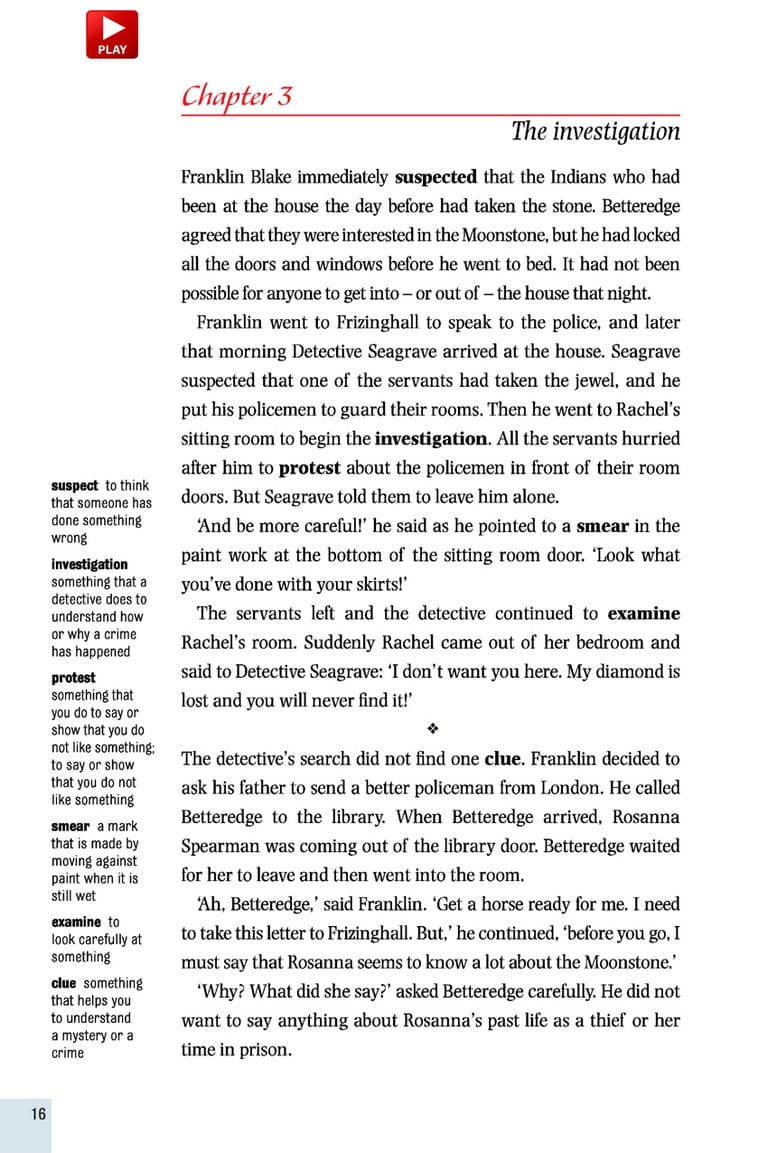 PLAY
Chapter 3
The investigation
Franklin Blake immediately suspected that the Indians who had
been at the house the day before had taken the stone. Betteredge
agreed that they were interested in the Moonstone, but he had locked
all the doors and windows before he went to bed. It had not been
possible for anyone to get into – or out of – the house that night.
Franklin went to Frizinghall to speak to the police, and later
that morning Detective Seagrave arrived at the house. Seagrave
suspected that one of the servants had taken the jewel, and he
put his policemen to guard their rooms. Then he went to Rachel's
sitting room to begin the investigation. All the servants hurried
after him to protest about the policemen in front of their room
doors. But Seagrave told them to leave him alone.
‘And be more careful!’ he said as he pointed to a smear in the
paint work at the bottom of the sitting room door. ‘Look what
you’ve done with your skirts!’
The servants left and the detective continued to examine
Rachel’s room. Suddenly Rachel came out of her bedroom and
said to Detective Seagrave: ‘I don’t want you here. My diamond is
lost and you will never find it!’
❖
The detective’s search did not find one clue. Franklin decided to
ask his father to send a better policeman from London. He called
Betteredge to the library. When Betteredge arrived, Rosanna
Spearman was coming out of the library door. Betteredge waited
for her to leave and then went into the room.
‘Ah, Betteredge,’ said Franklin. ‘Get a horse ready for me. I need
to take this letter to Frizinghall. But,’ he continued, ‘before you go, I
must say that Rosanna seems to know a lot about the Moonstone.’
‘Why? What did she say?’ asked Betteredge carefully. He did not
want to say anything about Rosanna’s past life as a thief or her
time in prison.
suspect to think
that someone has
done something
wrong
investigation
something that a
detective does to
understand how
or why a crime
has happened
protest
something that
you do to say or
show that you do
not like something;
to say or show
that you do not
like something
smear a mark
that is made by
moving against
paint when it is
still wet
examine to
look carefully at
something
clue something
that helps you
to understand
a mystery or a
crime
16